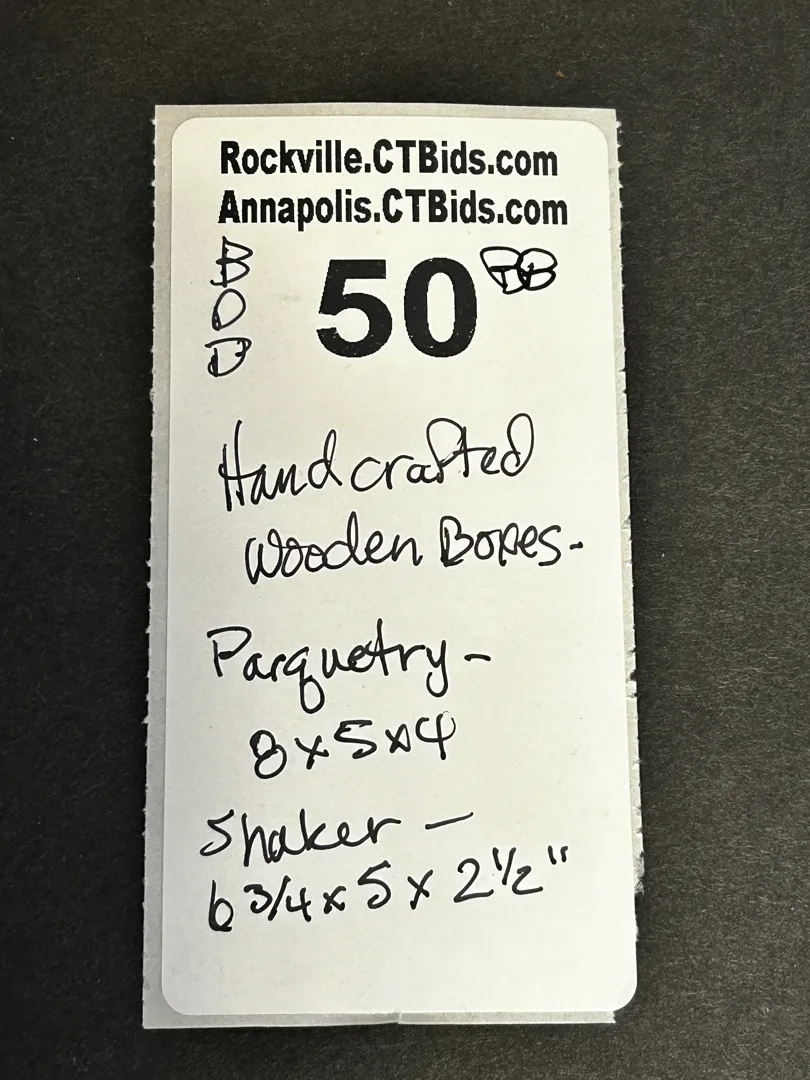 Rockville.CTBids.com
Annapolis.CTBids.com
B
O
D
50
Handcrafted
Wooden Boxes-
Parquetry-
8x5x4
Shaker -
6 3/4 x 5 x 2 1/2"